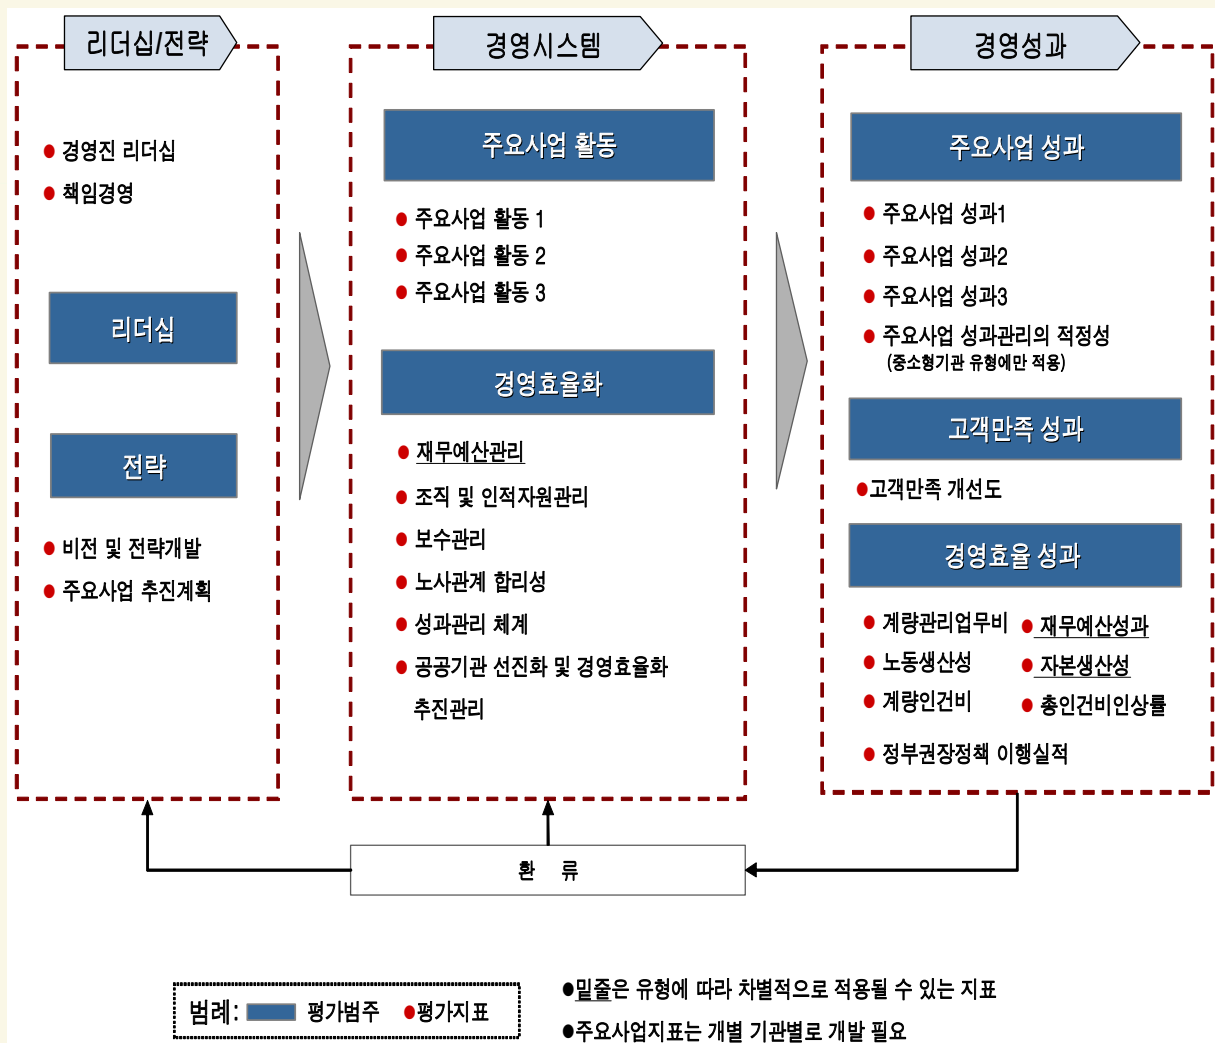 리더십/전략
경영진 리더십
책임경영
리더십
전략
비전 및 전략개발
주요사업 추진계획
경영시스템
주요사업 활동
주요사업 활동 1
주요사업 활동 2
주요사업 활동 3
경영효율화
재무예산관리
조직 및 인적자원관리
보수관리
노사관계 합리성
성과관리 체계
공공기관 선진화 및 경영효율화
추진관리
경영성과
주요사업 성과
주요사업 성과1
주요사업 성과2
주요사업 성과3
주요사업 성과관리의 적정성
(중소형기관 유형에만 적용)
고객만족 성과
고객만족 개선도
경영효율 성과
계량관리업무비
재무예산성과
노동생산성
자본생산성
계량인건비
총인건비인상률
정부권장정책 이행실적
환 류
범례: 평가범주 평가지표
밑줄은 유형에 따라 차별적으로 적용될 수 있는 지표
주요사업지표는 개별 기관별로 개발 필요